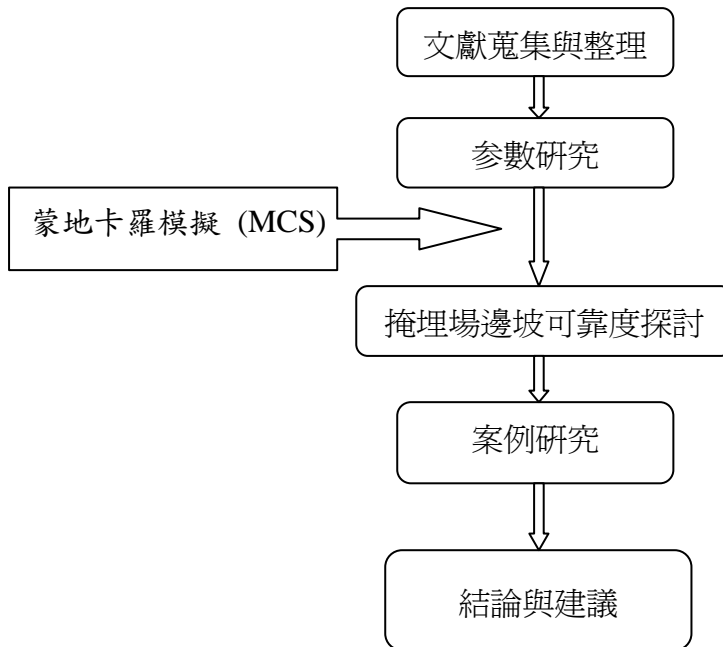 文獻蒐集與整理
参數研究
蒙地卡羅模擬 (MCS)
掩埋場邊坡可靠度探討
案例研究
結論與建議